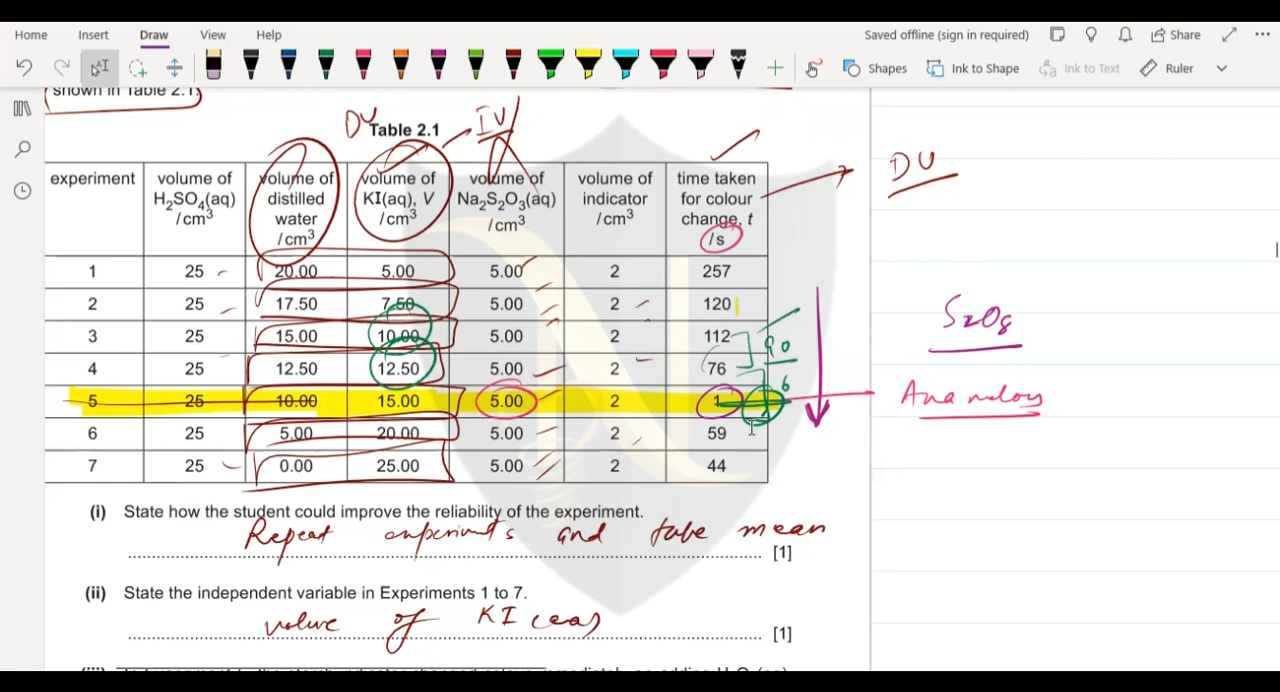 Home Insert Draw View Help Saved offline (sign in required) Share
Shapes Ink to Shape Ink to Text Ruler
shown in Table 2.1.
DV Table 2.1 IV
experiment volume of H2SO4(aq) /cm3 volume of distilled water /cm3 volume of KI(aq), V /cm3 volume of Na2S2O3(aq) /cm3 volume of indicator /cm3 time taken for colour change, t /s
DV
1 25 20.00 5.00 5.00 2 257
2 25 17.50 7.50 5.00 2 120
S2O8
3 25 15.00 10.00 5.00 2 112
90
4 25 12.50 12.50 5.00 2 76
6
5 25 10.00 15.00 5.00 2 1
6 25 5.00 20.00 5.00 2 59
7 25 0.00 25.00 5.00 2 44
(i) State how the student could improve the reliability of the experiment.
Repeat experiments and take mean
[1]
(ii) State the independent variable in Experiments 1 to 7.
of KI
[1]